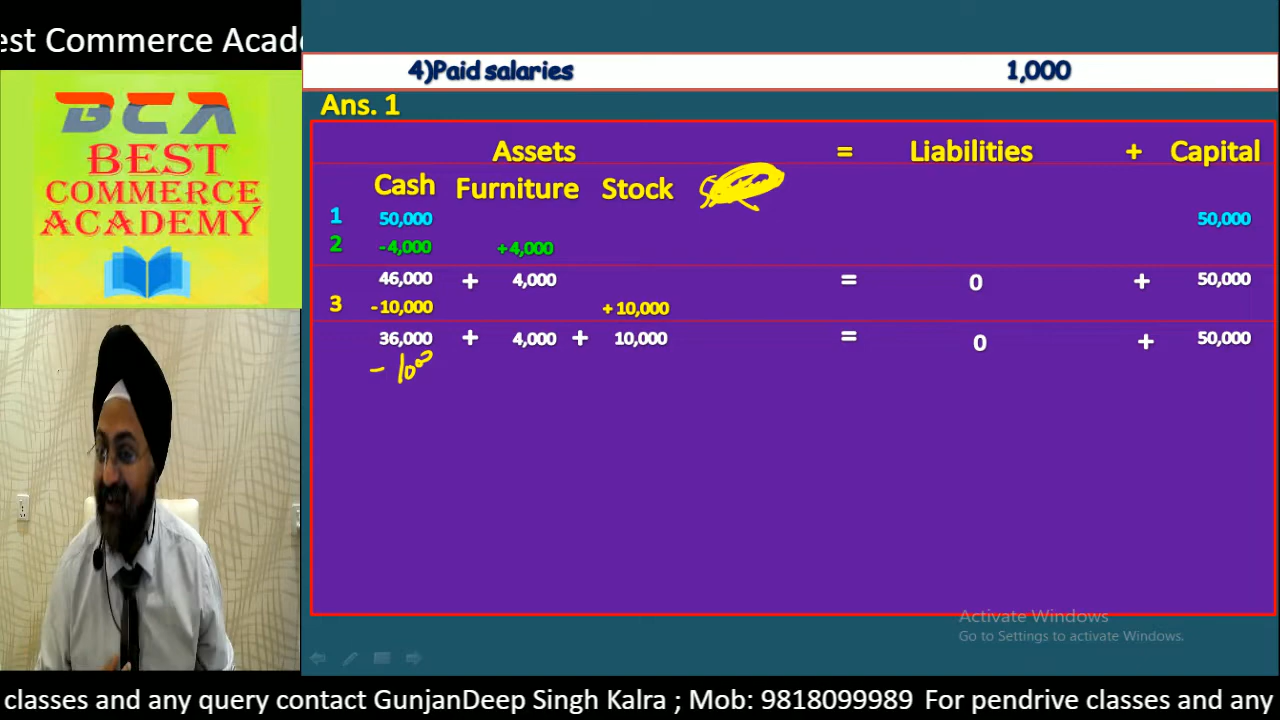 est Commerce Acad
BCA
BEST
COMMERCE
ACADEMY
4)Paid salaries 1,000
Ans. 1
Assets = Liabilities + Capital
Cash Furniture Stock
1 50,000 50,000
2 -4,000 +4,000
46,000 + 4,000 = 0 + 50,000
3 -10,000 +10,000
36,000 + 4,000 + 10,000 = 0 + 50,000
- 1000
Activate Windows
Go to Settings to activate Windows.
classes and any query contact GunjanDeep Singh Kalra ; Mob: 9818099989 For pendrive classes and any